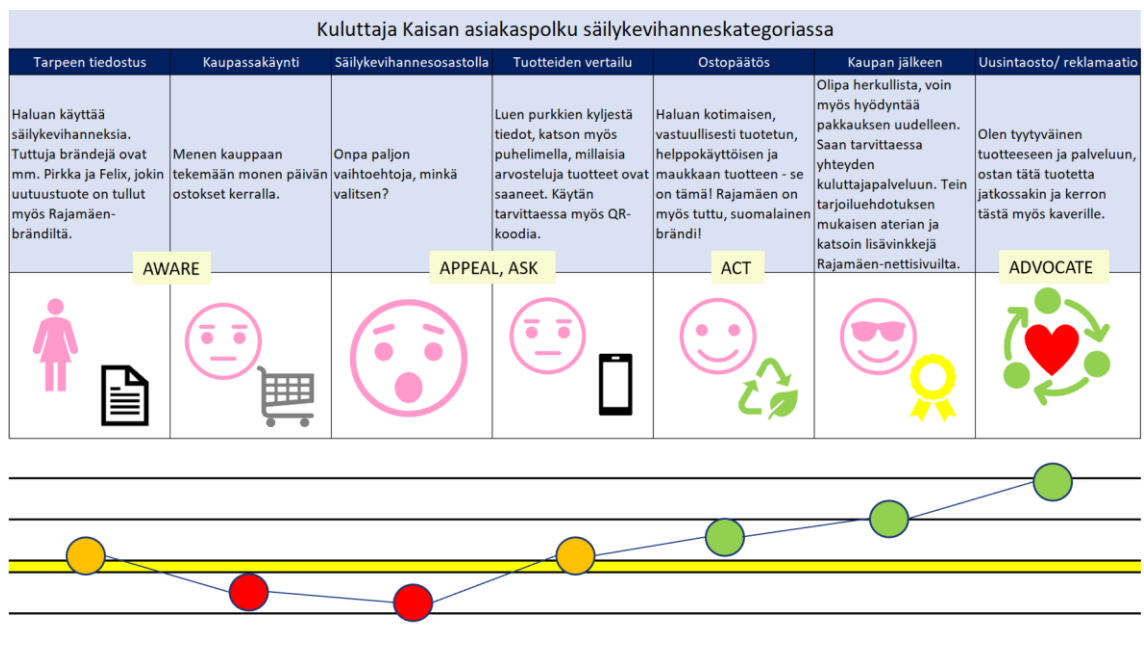 Kuluttaja Kaisan asiakaspolku säilykevihanneskategoriassa
Tarpeen tiedostus
Kaupassakäynti
Säilykevihannesosastolla
Tuotteiden vertailu
Ostopäätös
Kaupan jälkeen
Uusintaosto/ reklamaatio
Haluan käyttää
säilykevihanneksia.
Tuttuja brändejä ovat
mm. Pirkka ja Felix, jokin
uutuustuote on tullut
myös Rajamäen-
brändiltä.
Menen kauppaan
tekemään monen päivän
ostokset kerralla.
Onpa paljon
vaihtoehtoja, minkä
valitsen?
Luen purkkien kyljestä
tiedot, katson myös
puhelimella, millaisia
arvosteluja tuotteet ovat
saaneet. Käytän
tarvittaessa myös QR-
koodia.
Haluan kotimaisen,
vastuullisesti tuotetun,
helppokäyttöisen ja
maukkaan tuotteen - se
on tämä! Rajamäen on
myös tuttu, suomalainen
brändi!
Olipa herkullista, voin
myös hyödyntää
pakkauksen uudelleen.
Saan tarvittaessa
yhteyden
kuluttajapalveluun. Tein
tarjoiluehdotuksen
mukaisen aterian ja
katsoin lisävinkkejä
Rajamäen-nettisivuilta.
Olen tyytyväinen
tuotteeseen ja palveluun,
ostan tätä tuotetta
jatkossakin ja kerron
tästä myös kaverille.
AWARE
APPEAL, ASK
ACT
ADVOCATE